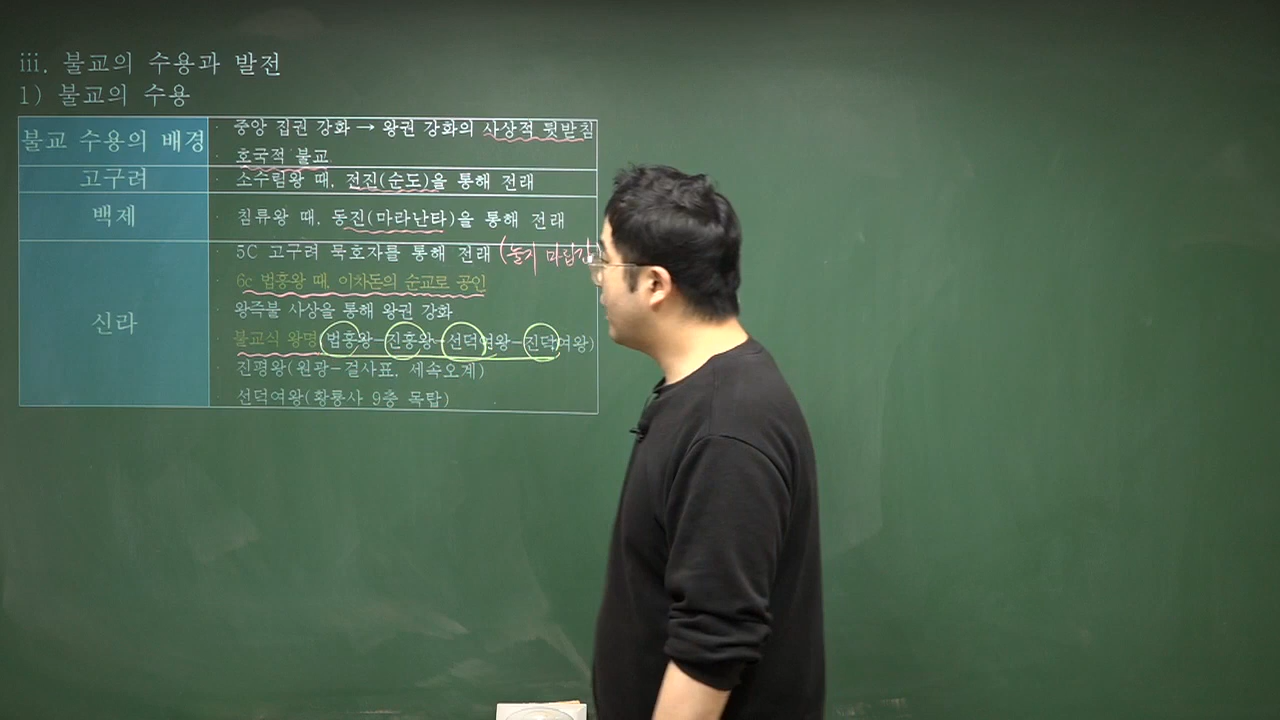 iii. 불교의 수용과 발전
1) 불교의 수용
불교 수용의 배경
· 중앙 집권 강화 → 왕권 강화의 사상적 뒷받침
· 호국적 불교
고구려
· 소수림왕 때, 전진(순도)을 통해 전래
백제
· 침류왕 때, 동진(마라난타)을 통해 전래
신라
· 5C 고구려 묵호자를 통해 전래 (눌지 마립간
· 6c 법흥왕 때, 이차돈의 순교로 공인
· 왕즉불 사상을 통해 왕권 강화
· 불교식 왕명(법흥왕-진흥왕-선덕여왕-진덕여왕)
· 진평왕(원광-걸사표, 세속오계)
· 선덕여왕(황룡사 9층 목탑)